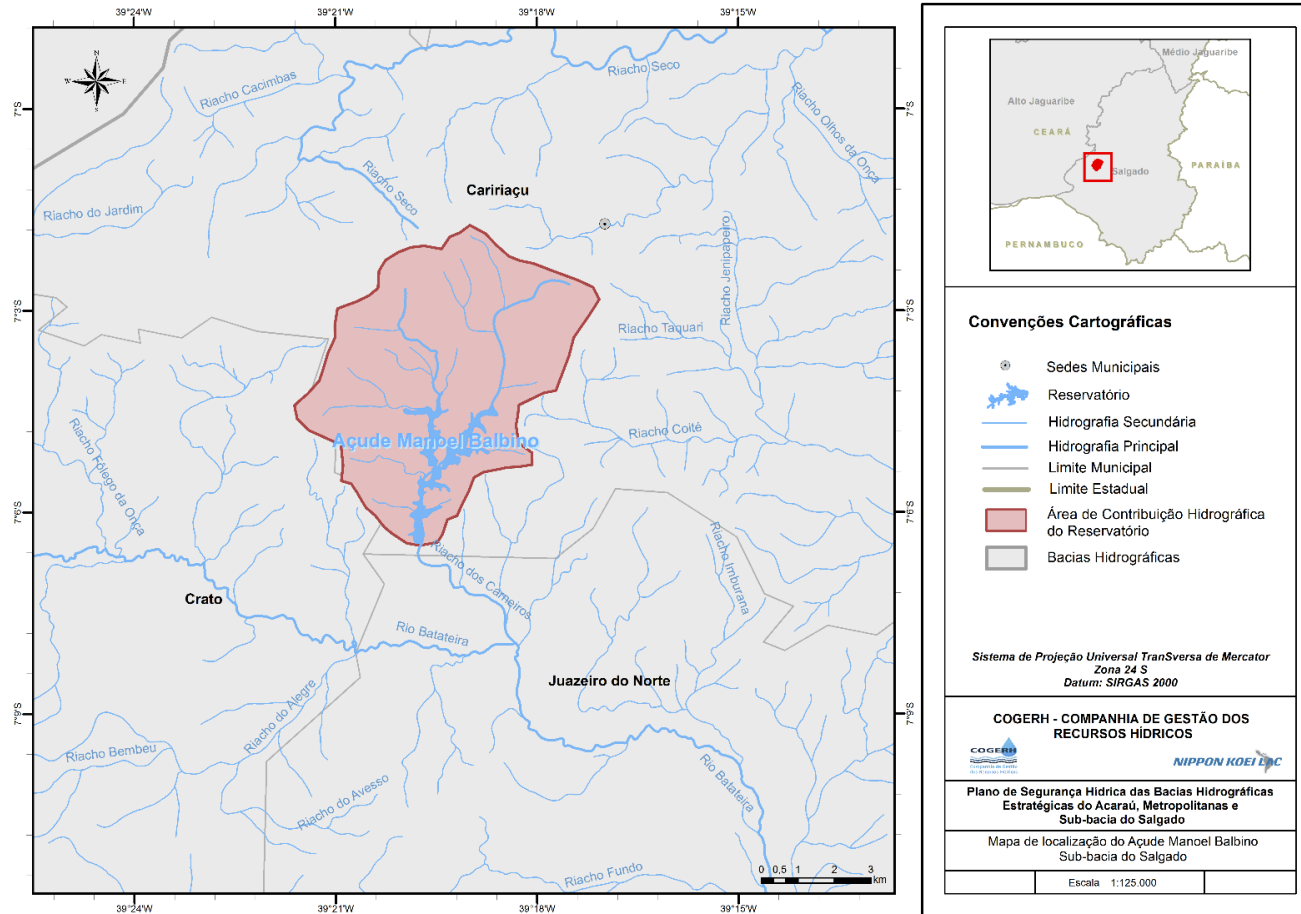 39°24'W
39°21'W
39°18'W
39°15'W
N
W
E
S
7°S
7°S
7°3'S
7°3'S
7°6'S
7°6'S
7°9'S
7°9'S
Riacho Seco
Riacho Cacimbas
Riacho Olhos da Onça
Caririaçu
Riacho Seco
Riacho do Jardim
Riacho Jenipapeiro
Riacho Taquari
Riacho Coité
Açude Manoel Balbino
Riacho Fôlego da Onça
Riacho dos Carneiros
Riacho Imburana
Crato
Rio Batateira
Juazeiro do Norte
Riacho do Alegre
Riacho Bembeu
Riacho do Avesso
Rio Batateira
Riacho Fundo
0 0,5 1 2 3
km
39°24'W
39°21'W
39°18'W
39°15'W
Médio Jaguaribe
Alto Jaguaribe
CEARÁ
PARAÍBA
Salgado
PERNAMBUCO
Convenções Cartográficas
Sedes Municipais
Reservatório
Hidrografia Secundária
Hidrografia Principal
Limite Municipal
Limite Estadual
Área de Contribuição Hidrográfica
do Reservatório
Bacias Hidrográficas
Sistema de Projeção Universal TranSversa de Mercator
Zona 24 S
Datum: SIRGAS 2000
COGERH - COMPANHIA DE GESTÃO DOS
RECURSOS HÍDRICOS
COGERH
Companhia de Gestão
dos Recursos Hídricos
NIPPON KOEI LAC
Plano de Segurança Hídrica das Bacias Hidrográficas
Estratégicas do Acaraú, Metropolitanas e
Sub-bacia do Salgado
Mapa de localização do Açude Manoel Balbino
Sub-bacia do Salgado
Escala 1:125.000